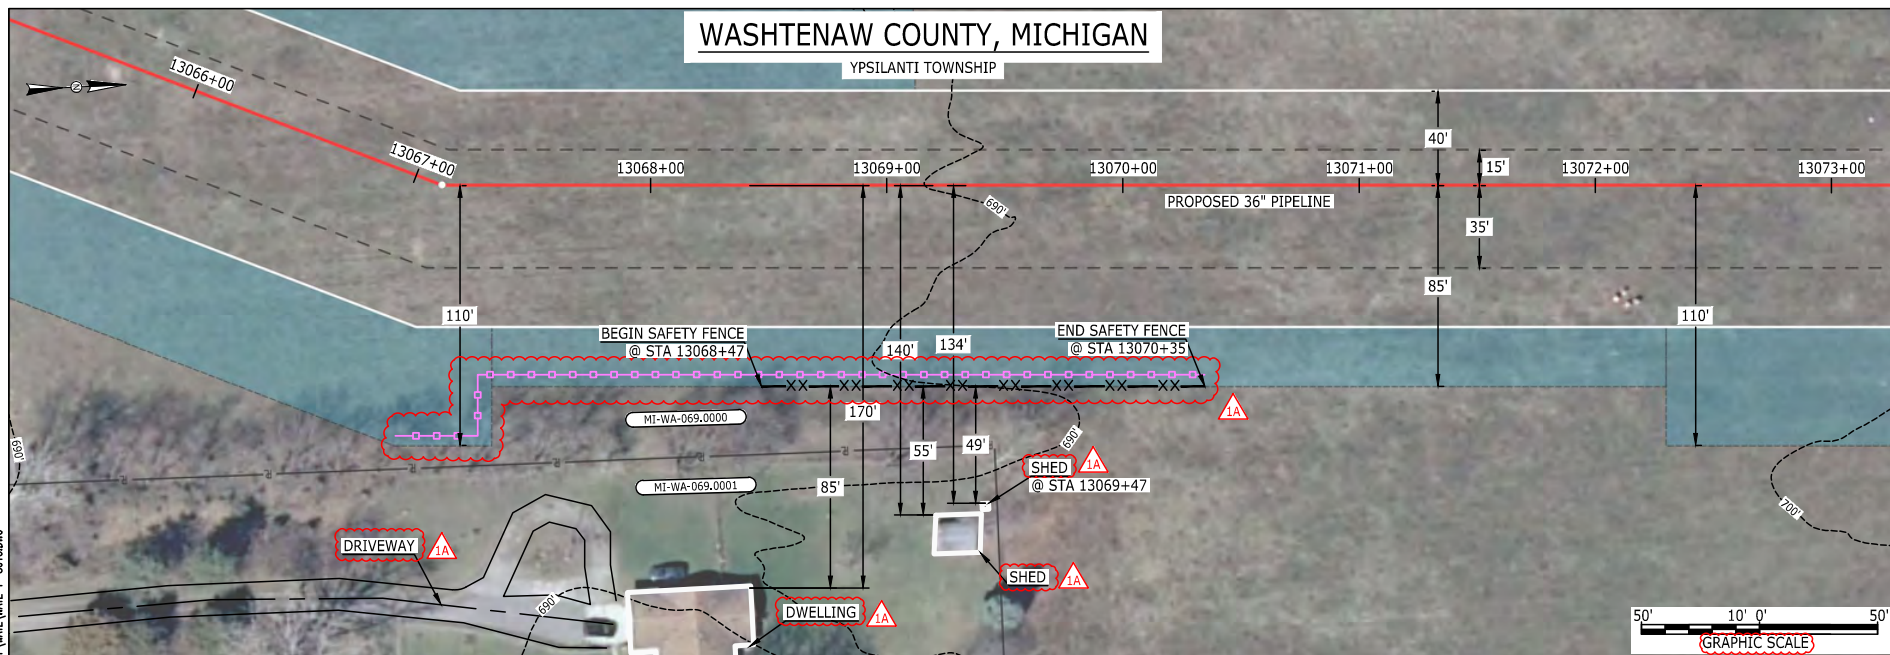 WASHTENAW COUNTY, MICHIGAN
YPSILANTI TOWNSHIP
13066+00
N
13067+00
13068+00
13069+00
13070+00
13071+00
13072+00
13073+00
40'
15'
690'
PROPOSED 36" PIPELINE
35'
85'
110'
110'
BEGIN SAFETY FENCE
@ STA 13068+47
140'
134'
END SAFETY FENCE
@ STA 13070+35
MI-WA-069.0000
170'
1A
690'
55'
49'
690'
SHED
1A
@ STA 13069+47
MI-WA-069.0001
85'
700'
DRIVEWAY
1A
SHED
1A
690'
DWELLING
1A
50' 10' 0' 50'
GRAPHIC SCALE